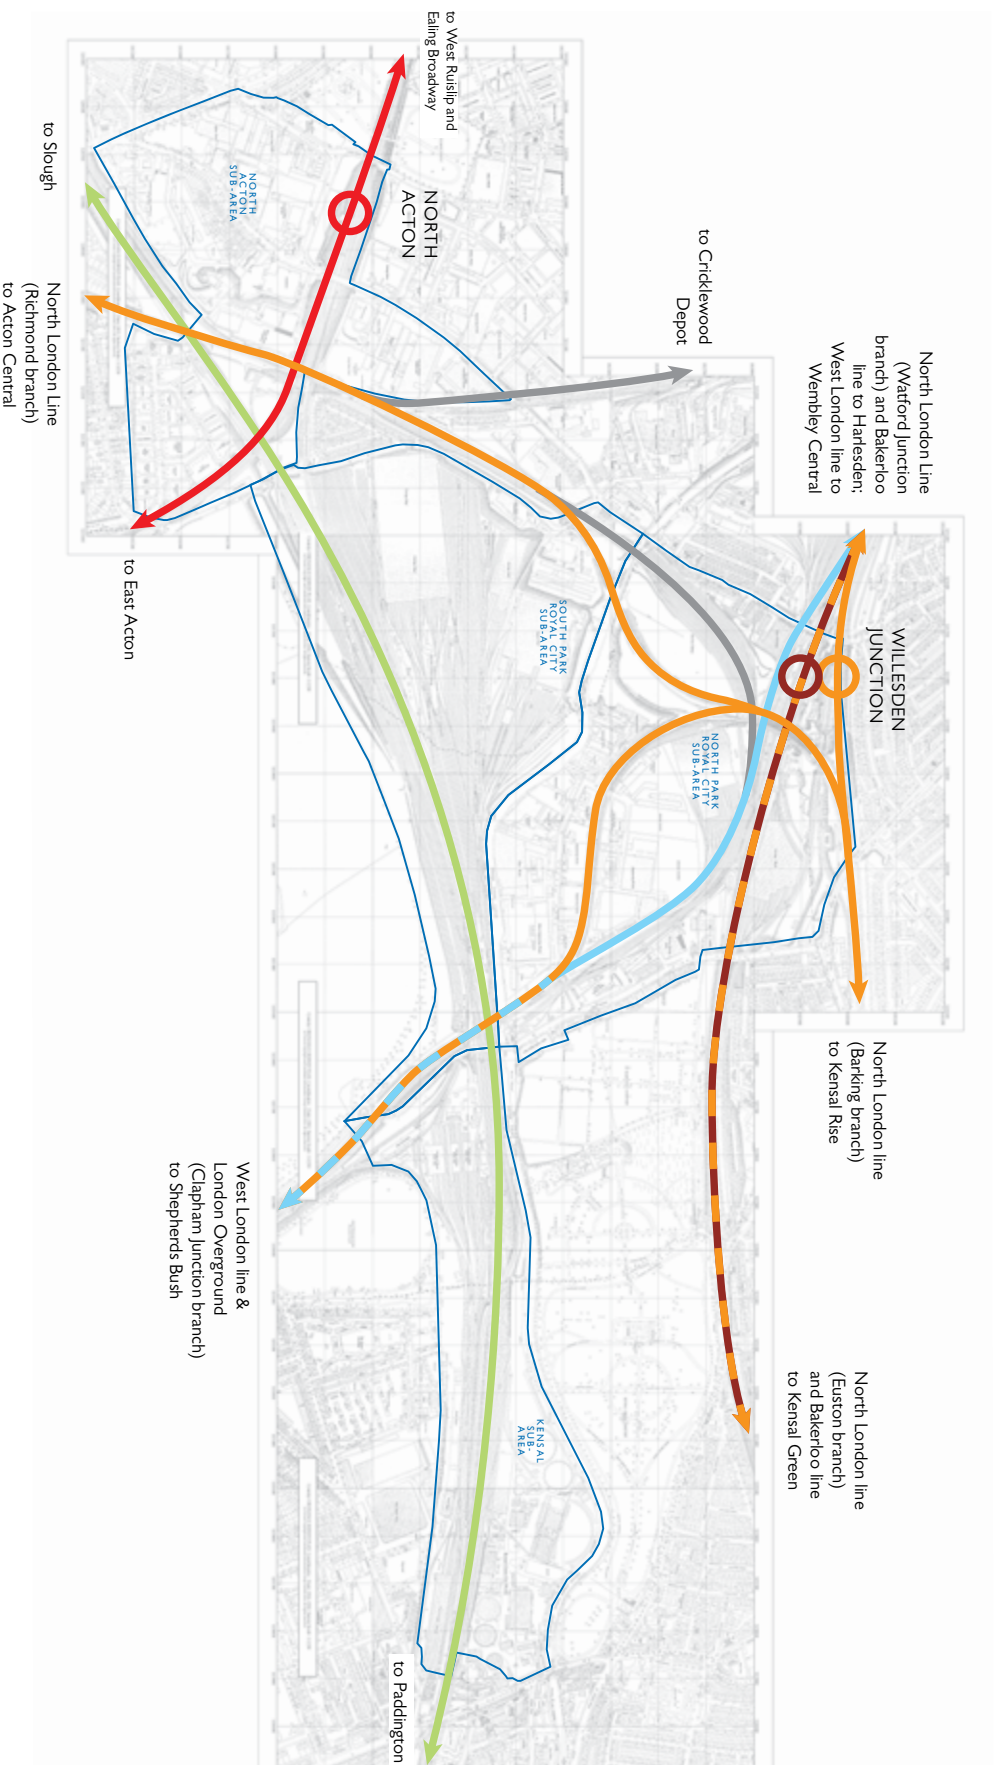 to West Ruislip and
Ealing Broadway
NORTH
ACTON
NORTH
ACTON
SUB-AREA
to Slough
North London Line
(Richmond branch)
to Acton Central
to East Acton
to Cricklewood
Depot
North London Line
(Watford Junction
branch) and Bakerloo
line to Harlesden;
West London line to
Wembley Central
WILLESDEN
JUNCTION
SOUTH PARK
ROYAL CITY
SUB-AREA
NORTH PARK
ROYAL CITY
SUB-AREA
North London line
(Barking branch)
to Kensal Rise
West London line &
London Overground
(Clapham Junction branch)
to Shepherds Bush
North London line
(Euston branch)
and Bakerloo line
to Kensal Green
KENSAL
SUB-
AREA
to Paddington